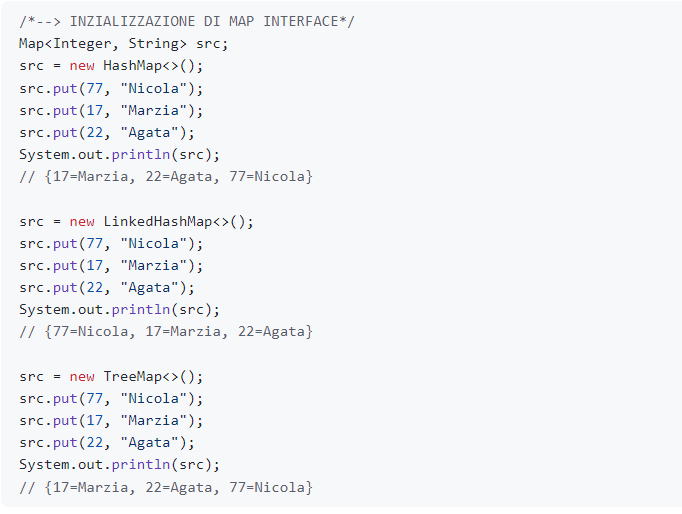 /*--> INZIALIZZAZIONE DI MAP INTERFACE*/
Map<Integer, String> src;
src = new HashMap<>();
src.put(77, "Nicola");
src.put(17, "Marzia");
src.put(22, "Agata");
System.out.println(src);
// {17=Marzia, 22=Agata, 77=Nicola}
src = new LinkedHashMap<>();
src.put(77, "Nicola");
src.put(17, "Marzia");
src.put(22, "Agata");
System.out.println(src);
// {77=Nicola, 17=Marzia, 22=Agata}
src = new TreeMap<>();
src.put(77, "Nicola");
src.put(17, "Marzia");
src.put(22, "Agata");
System.out.println(src);
// {17=Marzia, 22=Agata, 77=Nicola}